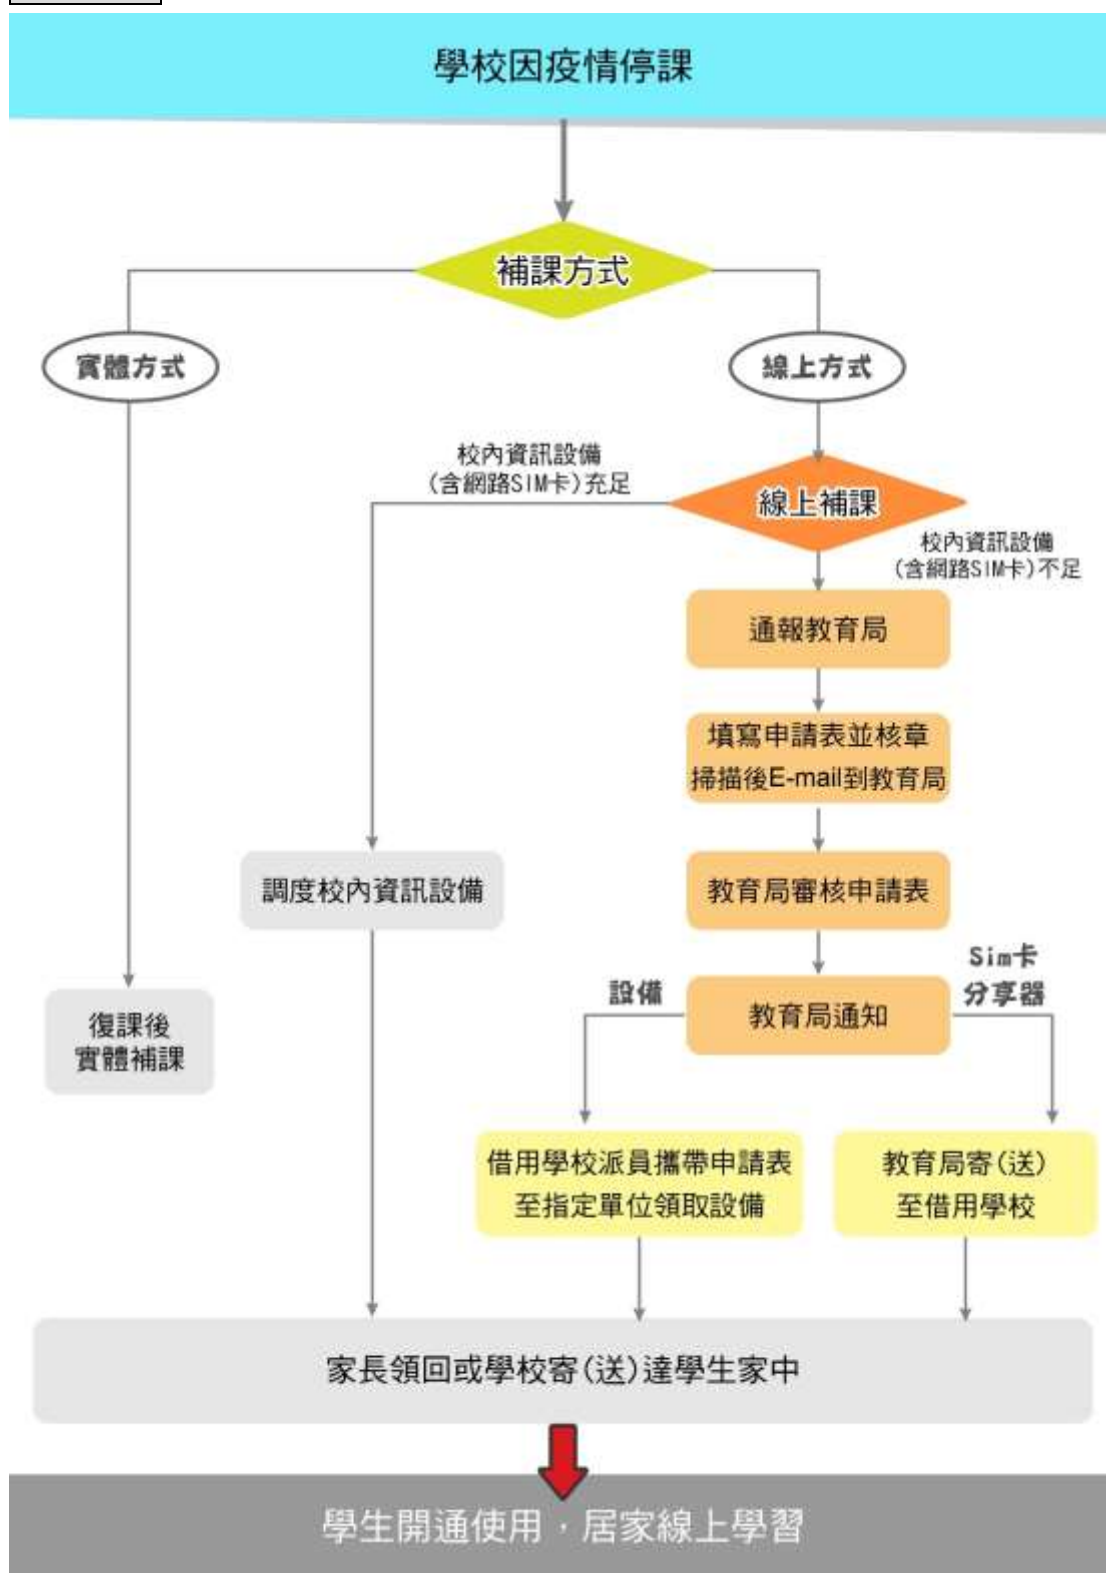 學校因疫情停課
補課方式
實體方式
線上方式
校內資訊設備
(含網路SIM卡)充足
線上補課
校內資訊設備
(含網路SIM卡)不足
通報教育局
填寫申請表並核章
掃描後E-mail到教育局
調度校內資訊設備
教育局審核申請表
設備
Sim卡
分享器
教育局通知
復課後
實體補課
借用學校派員攜帶申請表
至指定單位領取設備
教育局寄(送)
至借用學校
家長領回或學校寄(送)達學生家中
學生開通使用,居家線上學習